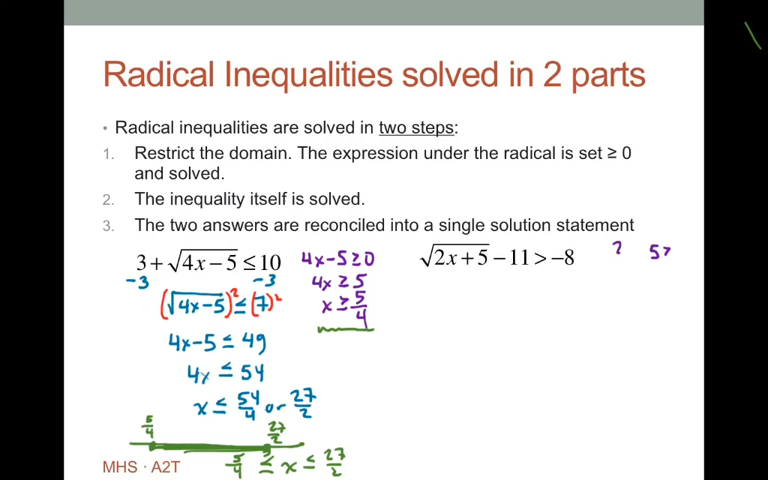 Radical Inequalities solved in 2 parts
• Radical inequalities are solved in two steps:
1. Restrict the domain. The expression under the radical is set ≥ 0
and solved.
2. The inequality itself is solved.
3. The two answers are reconciled into a single solution statement
3 + √4x − 5 ≤ 10
-3 -3
(√4x-5)² ≤ (7)²
4x-5 ≤ 49
4x ≤ 54
x ≤ 54/4 or 27/2
5/4 27/2
5/4 ≤ x ≤ 27/2
4x-5≥0
4x ≥ 5
x ≥ 5/4
√2x + 5 − 11 > −8
?
MHS · A2T